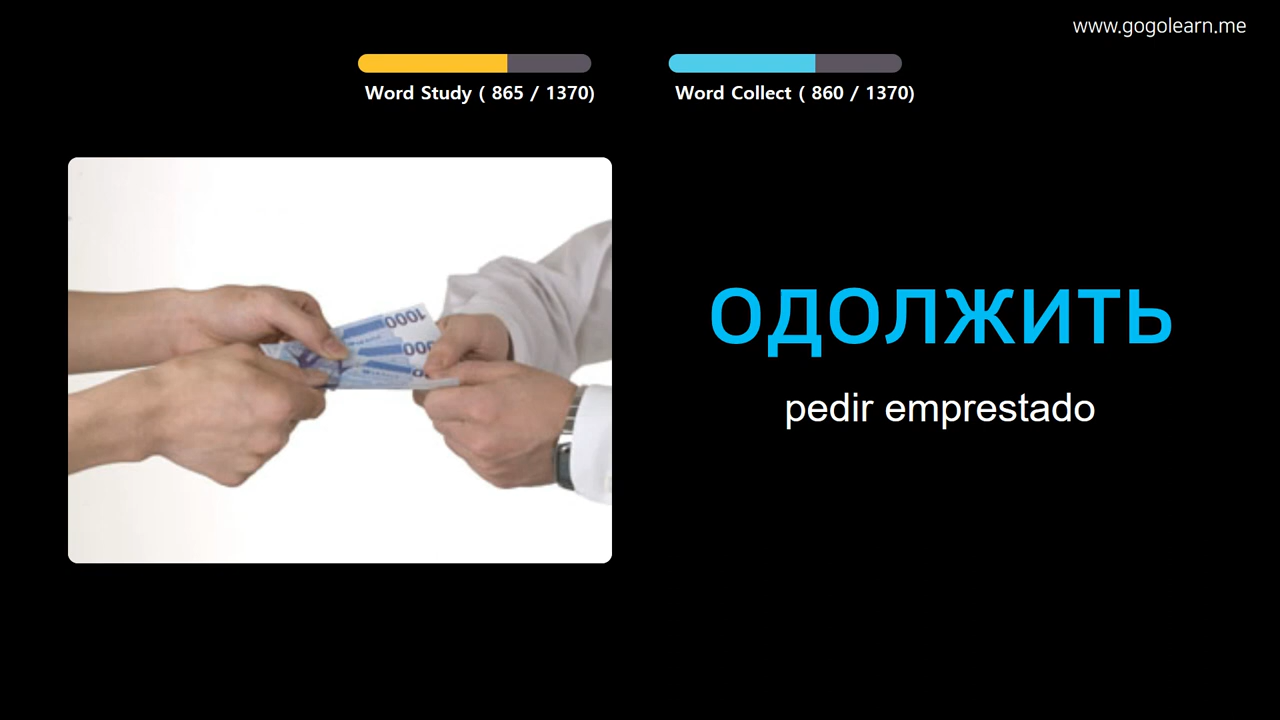 www.gogolearn.me
Word Study ( 865 / 1370)
Word Collect ( 860 / 1370)
1000
одолжить
pedir emprestado